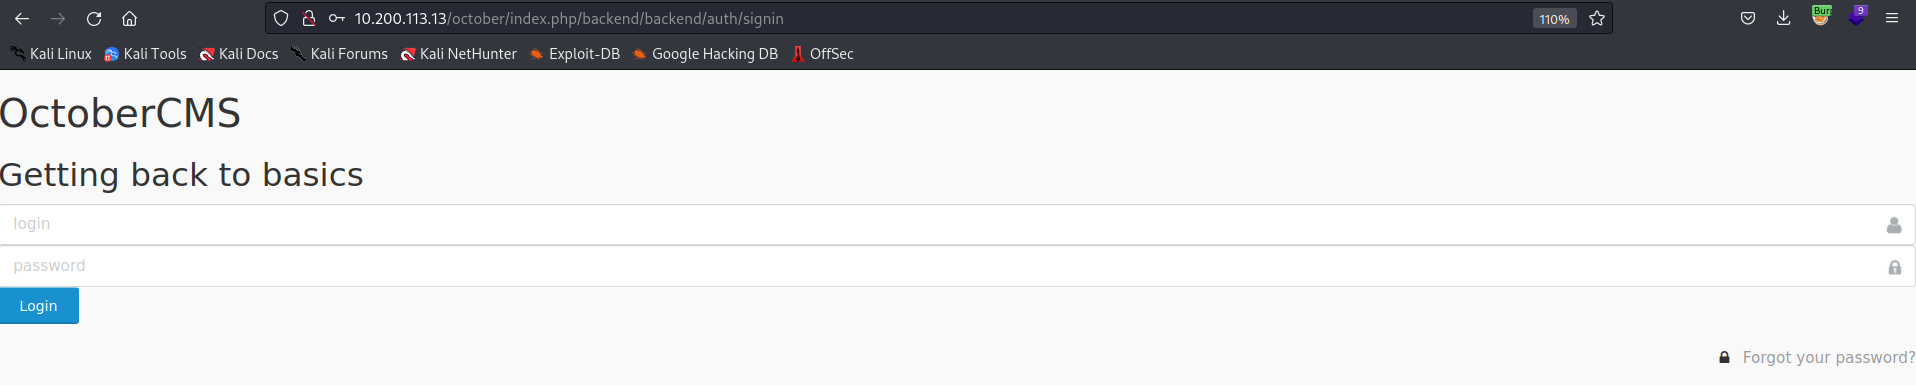 10.200.113.13/october/index.php/backend/backend/auth/signin 110% 9
Kali Linux Kali Tools Kali Docs Kali Forums Kali NetHunter Exploit-DB Google Hacking DB OffSec
OctoberCMS
Getting back to basics
login
password
Login
Forgot your password?